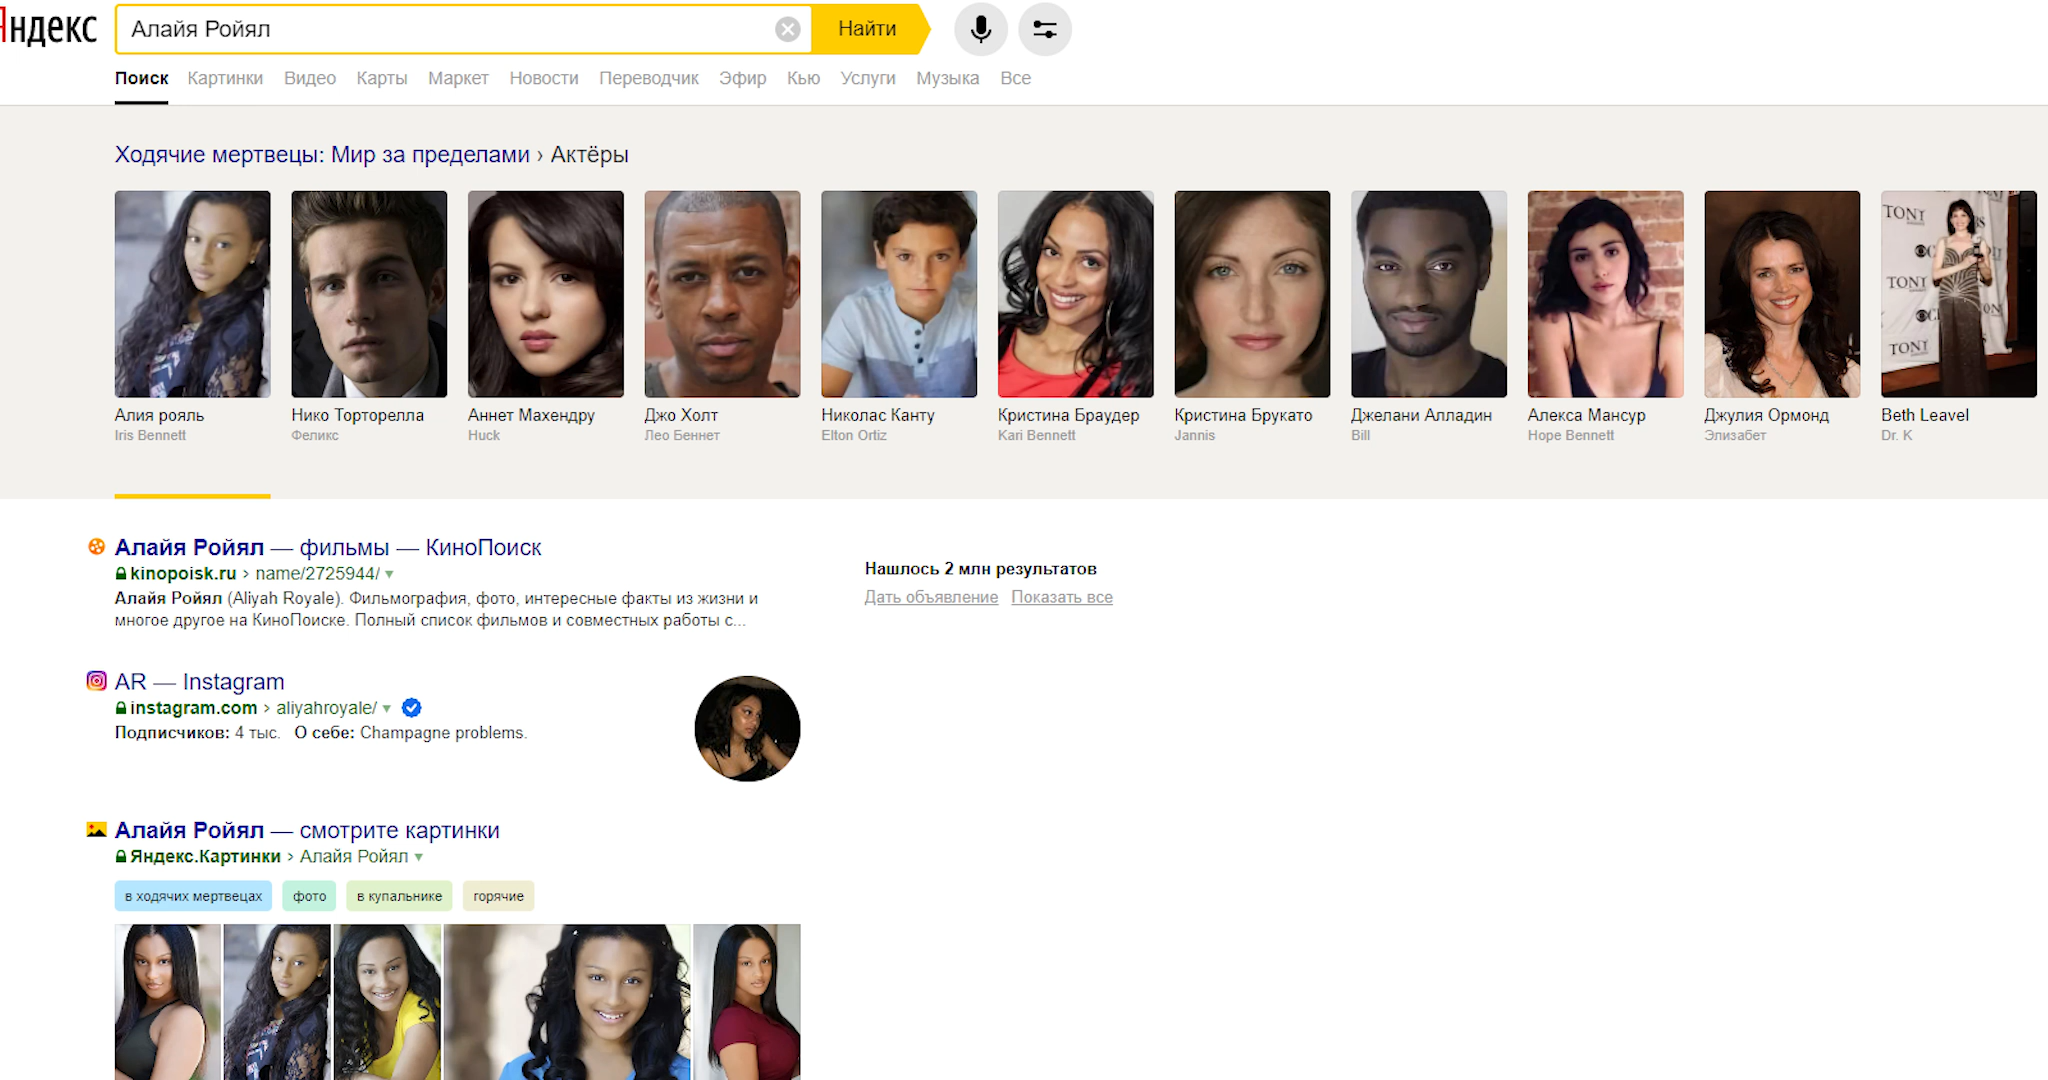 Яндекс
Алайя Ройял
Найти
Поиск Картинки Видео Карты Маркет Новости Переводчик Эфир Кью Услуги Музыка Все
Ходячие мертвецы: Мир за пределами › Актёры
TONY
TONY
TONY
Алия рояль
Iris Bennett
Нико Торторелла
Феликс
Аннет Махендру
Huck
Джо Холт
Лео Беннет
Николас Канту
Elton Ortiz
Кристина Браудер
Kari Bennett
Кристина Брукато
Jannis
Джелани Алладин
Bill
Алекса Мансур
Hope Bennett
Джулия Ормонд
Элизабет
Beth Leavel
Dr. K
Алайя Ройял — фильмы — КиноПоиск
kinopoisk.ru › name/2725944/
Алайя Ройял (Aliyah Royale). Фильмография, фото, интересные факты из жизни и
многое другое на КиноПоиске. Полный список фильмов и совместных работы с...
Нашлось 2 млн результатов
Дать объявление Показать все
AR — Instagram
instagram.com › aliyahroyale/
Подписчиков: 4 тыс. О себе: Champagne problems.
Алайя Ройял — смотрите картинки
Яндекс.Картинки › Алайя Ройял
в ходячих мертвецах фото в купальнике горячие